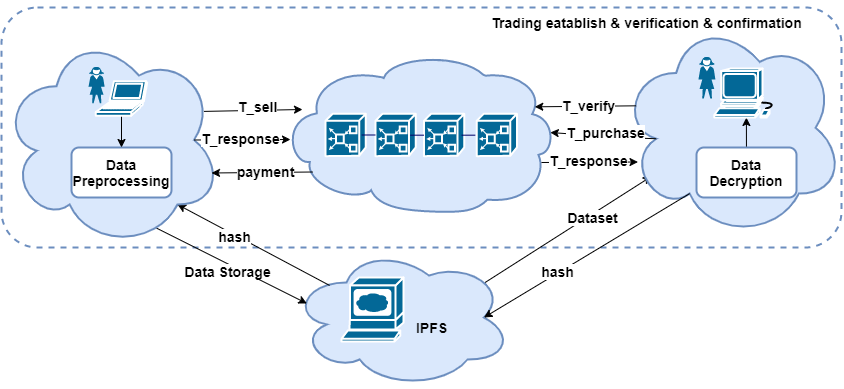 Trading eatablish & verification & confirmation
T_sell
T_verify
T_response
T_purchase
payment
T_response
Data
Preprocessing
Data
Decryption
hash
Dataset
Data Storage
hash
IPFS